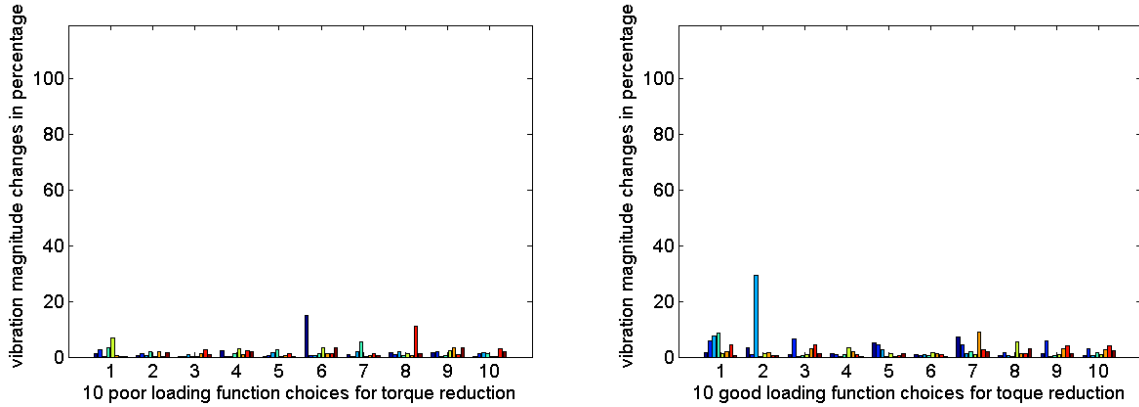 vibration magnitude changes in percentage
100
80
60
40
20
0
1 2 3 4 5 6 7 8 9 10
10 poor loading function choices for torque reduction
vibration magnitude changes in percentage
100
80
60
40
20
0
1 2 3 4 5 6 7 8 9 10
10 good loading function choices for toque reduction